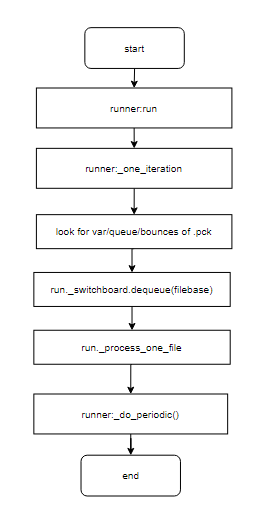 start
runner:run
runner:_one_iteration
look for var/queue/bounces of .pck
run._switchboard.dequeue(filebase)
run._process_one_file
runner:_do_periodic()
end